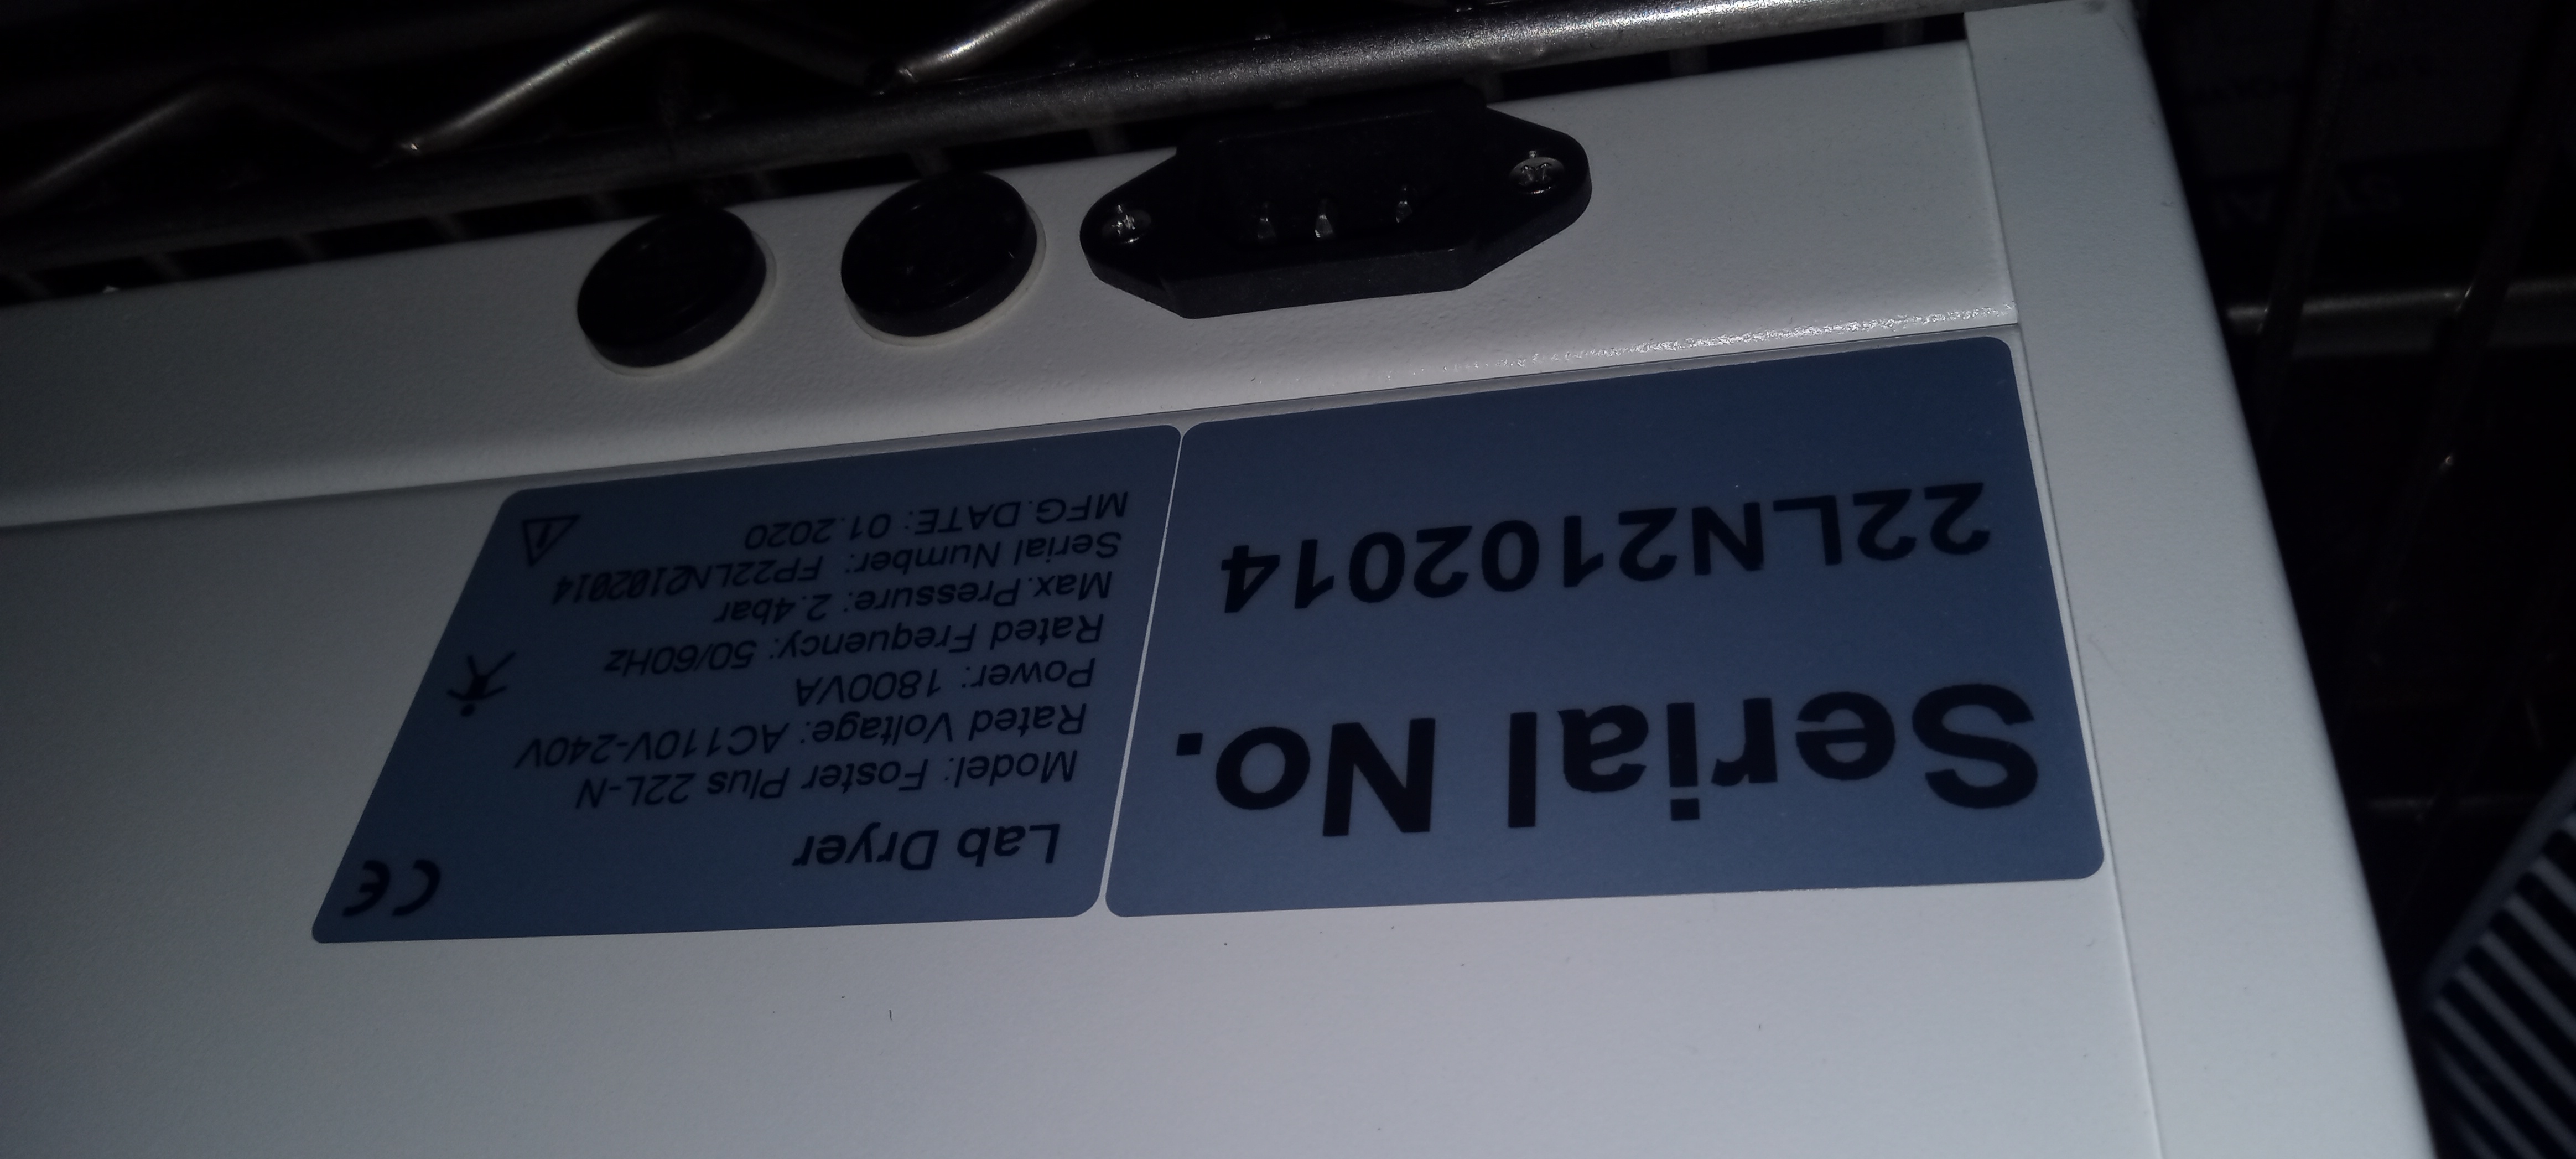 Serial No.
22LN2102014
CE
Lab Dryer
Model: Foster Plus 22L-N
Rated Voltage: AC110V-240V
Power: 1800VA
Rated Frequency: 50/60Hz
Max.Pressure: 2.4bar
Serial Number: FP22LN2102014
MFG.DATE: 01.2020